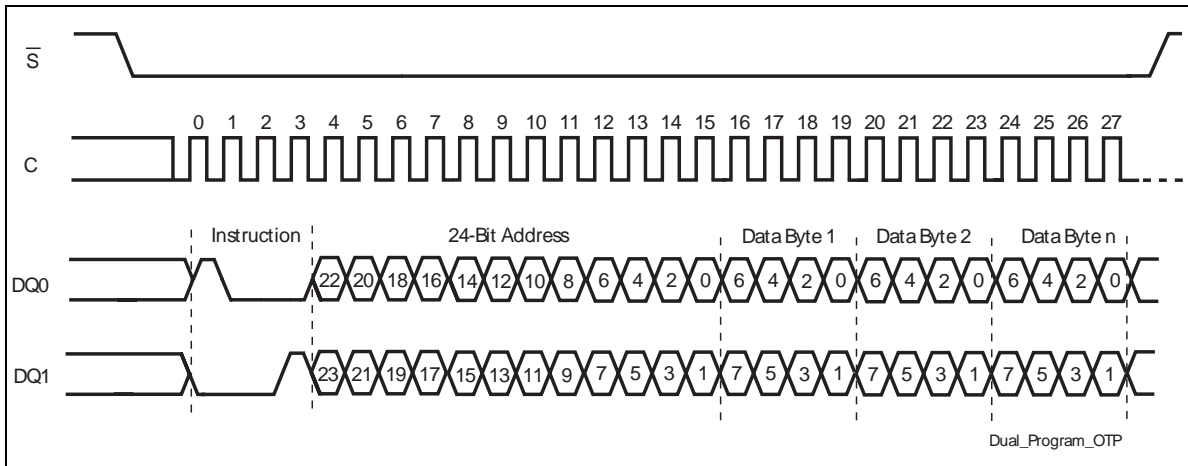 S
0 1 2 3 4 5 6 7 8 9 10 11 12 13 14 15 16 17 18 19 20 21 22 23 24 25 26 27
C
Instruction 24-Bit Address Data Byte 1 Data Byte 2 Data Byte n
DQ0 22 20 18 16 14 12 10 8 6 4 2 0 6 4 2 0 6 4 2 0 6 4 2 0
DQ1 23 21 19 17 15 13 11 9 7 5 3 1 7 5 3 1 7 5 3 1 7 5 3 1
Dual_Program_OTP